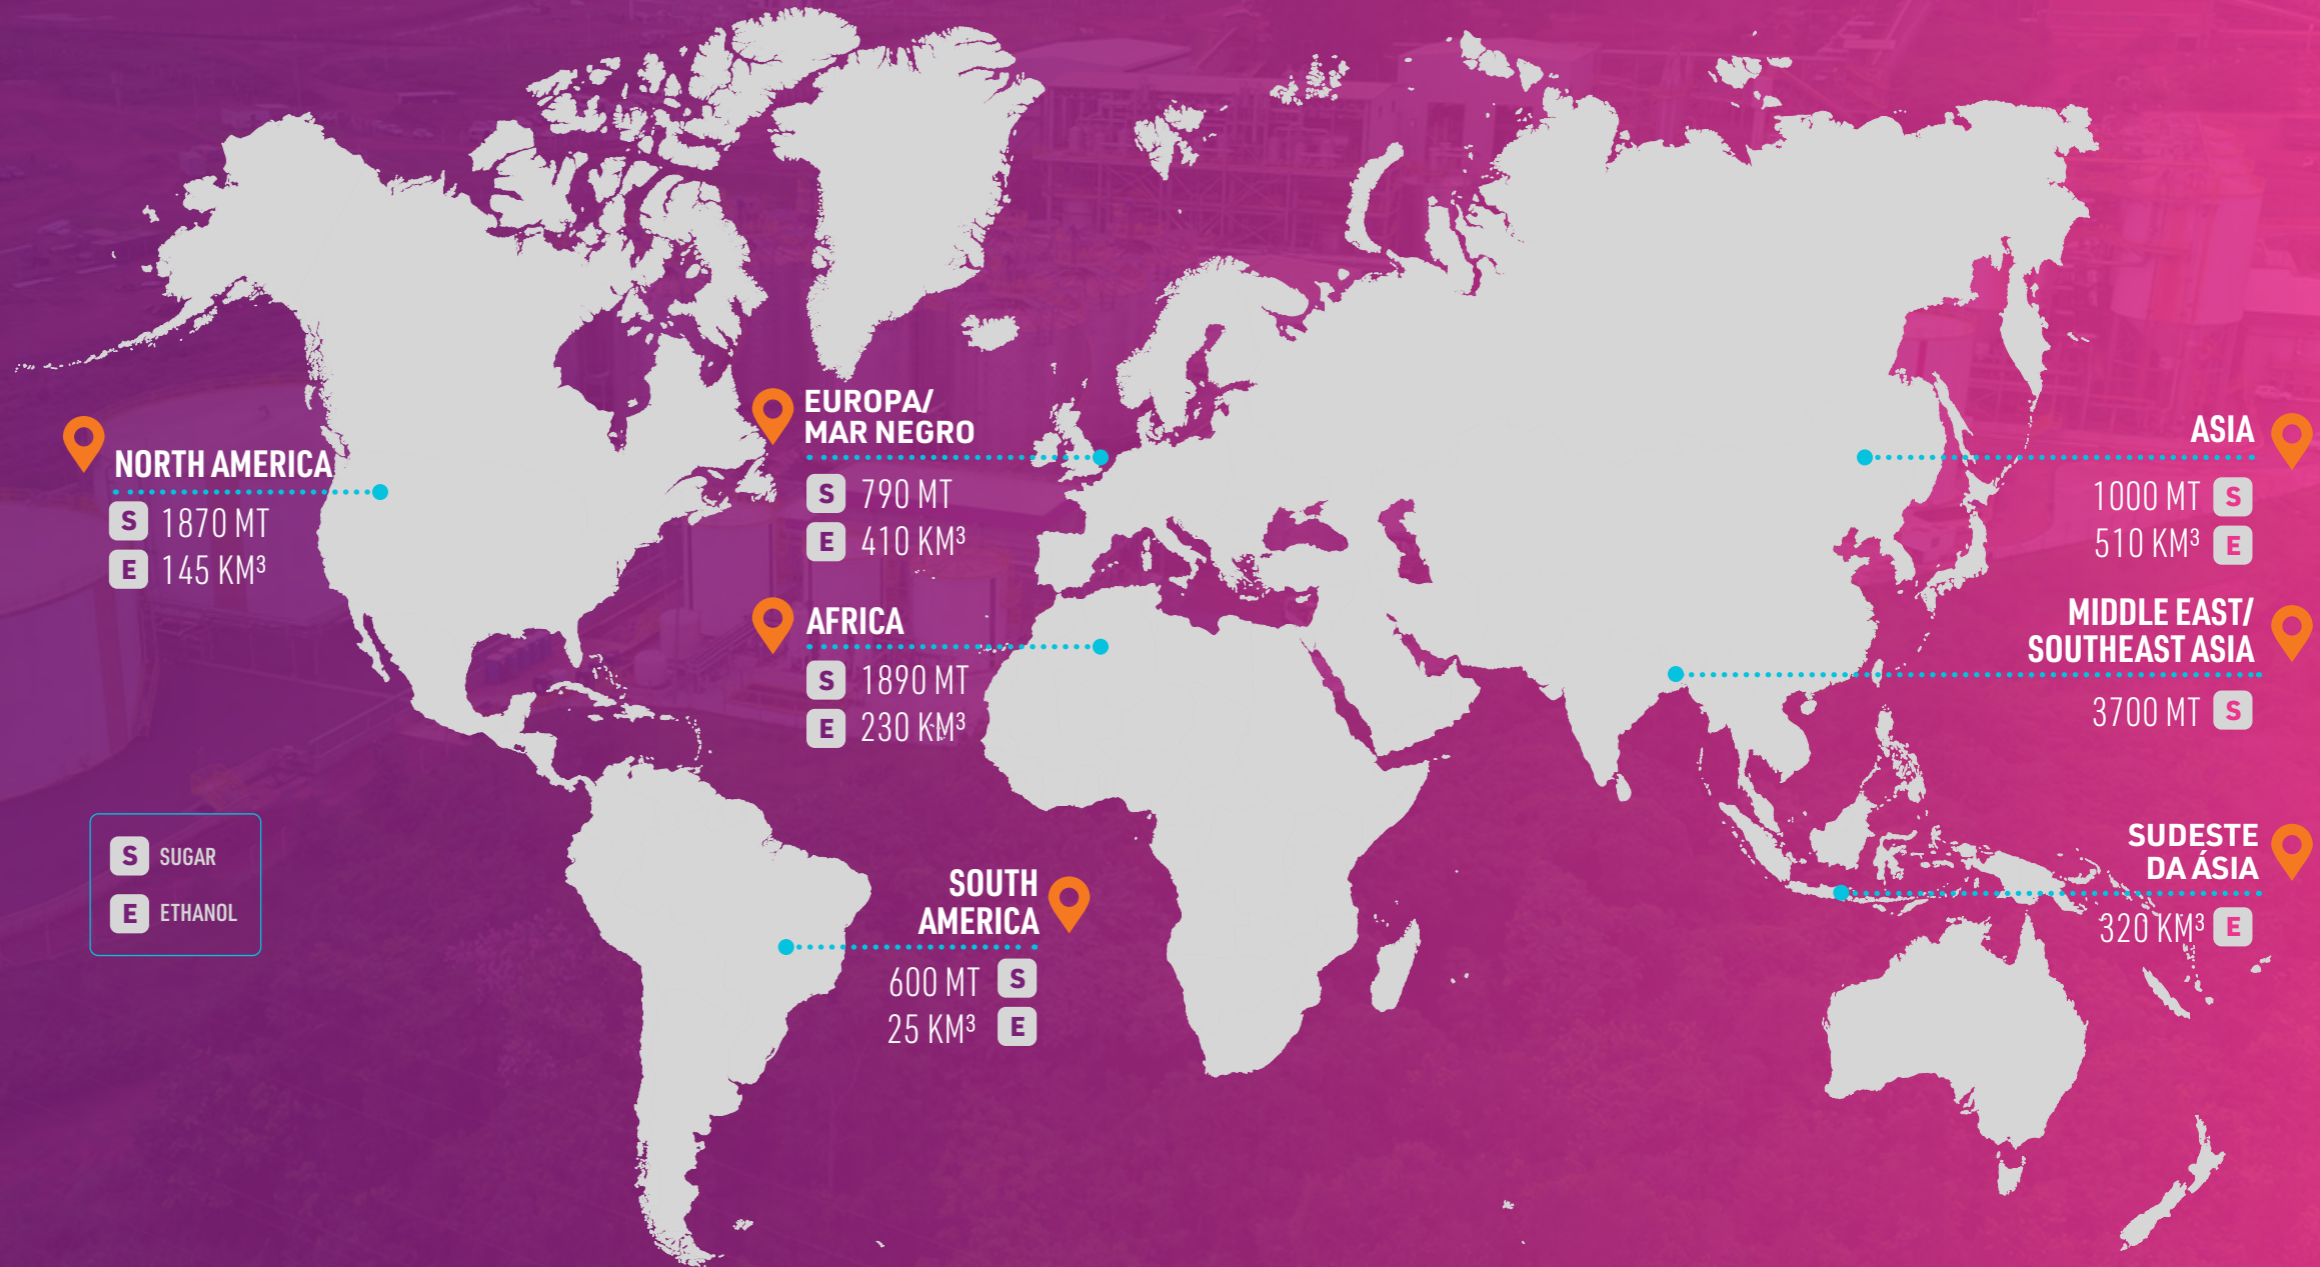 NORTH AMERICA
S 1870 MT
E 145 KM³
EUROPA/
MAR NEGRO
S 790 MT
E 410 KM³
AFRICA
S 1890 MT
E 230 KM³
SOUTH
AMERICA
600 MT S
25 KM³ E
ASIA
1000 MT S
510 KM³ E
MIDDLE EAST/
SOUTHEAST ASIA
3700 MT S
SUDESTE
DA ÁSIA
320 KM³ E
S SUGAR
E ETHANOL